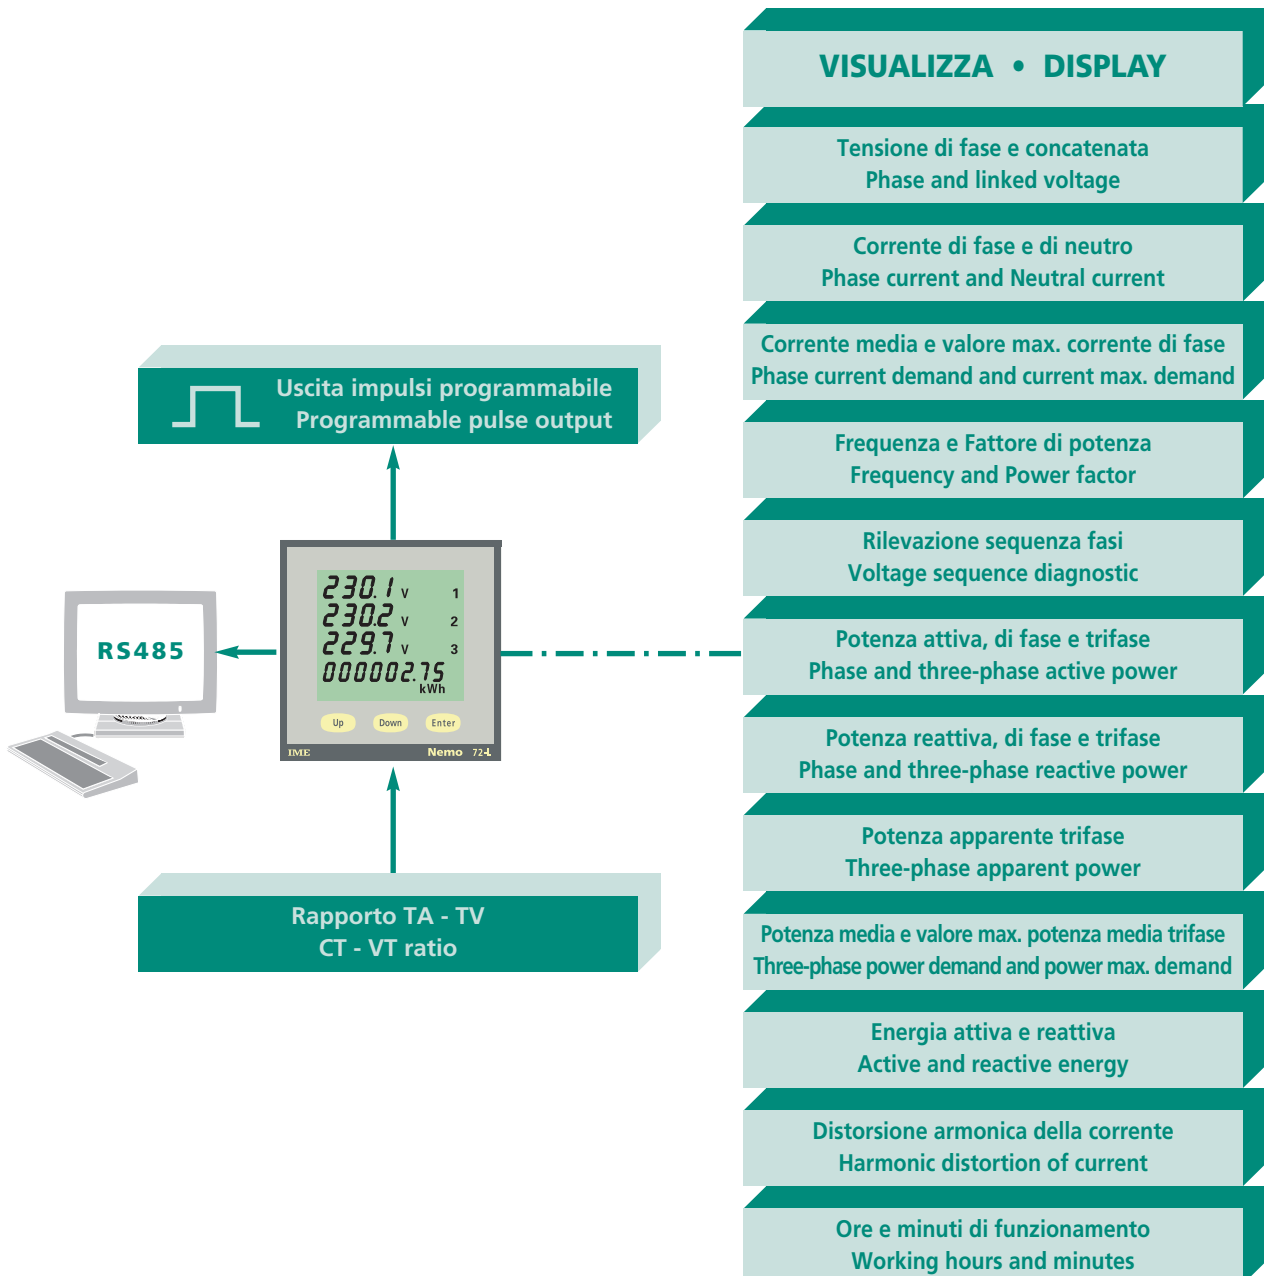 VISUALIZZA • DISPLAY
Tensione di fase e concatenata
Phase and linked voltage
Corrente di fase e di neutro
Phase current and Neutral current
Corrente media e valore max. corrente di fase
Phase current demand and current max. demand
Frequenza e Fattore di potenza
Frequency and Power factor
Rilevazione sequenza fasi
Voltage sequence diagnostic
Potenza attiva, di fase e trifase
Phase and three-phase active power
Potenza reattiva, di fase e trifase
Phase and three-phase reactive power
Potenza apparente trifase
Three-phase apparent power
Potenza media e valore max. potenza media trifase
Three-phase power demand and power max. demand
Energia attiva e reattiva
Active and reactive energy
Distorsione armonica della corrente
Harmonic distortion of current
Ore e minuti di funzionamento
Working hours and minutes
Uscita impulsi programmabile
Programmable pulse output
RS485
230.1 V 1
230.2 V 2
229.7 V 3
000002.75
kWh
Up Down Enter
IME Nemo 72-L
Rapporto TA - TV
CT - VT ratio